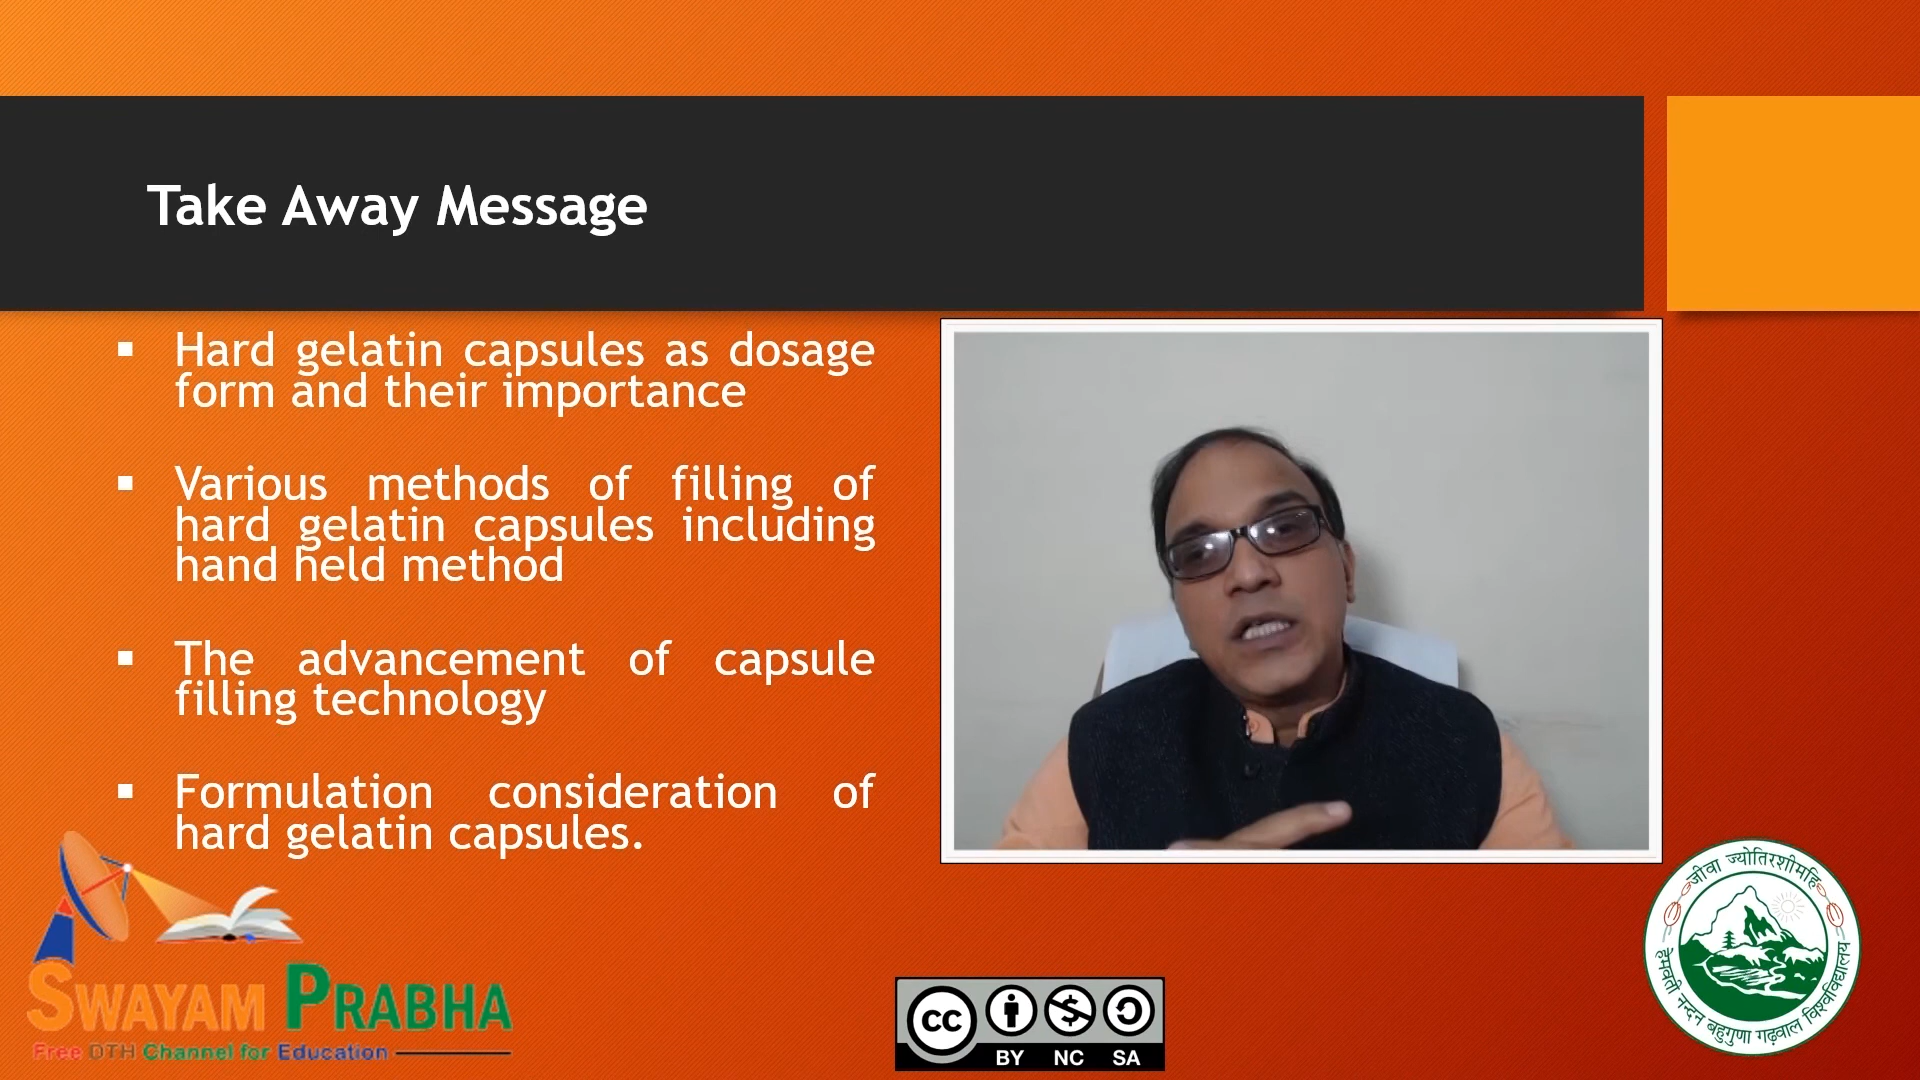 Take Away Message
Hard gelatin capsules as dosage
form and their importance
Various methods of filling of
hard gelatin capsules including
hand held method
The advancement of capsule
filling technology
Formulation consideration of
hard gelatin capsules.
SWAYAM PRABHA
Free DTH Channel for Education
CC
BY NC SA
जीवा ज्योतिरशीमहि
हेमवती नन्दन बहुगुणा गढ़वाल विश्वविद्यालय